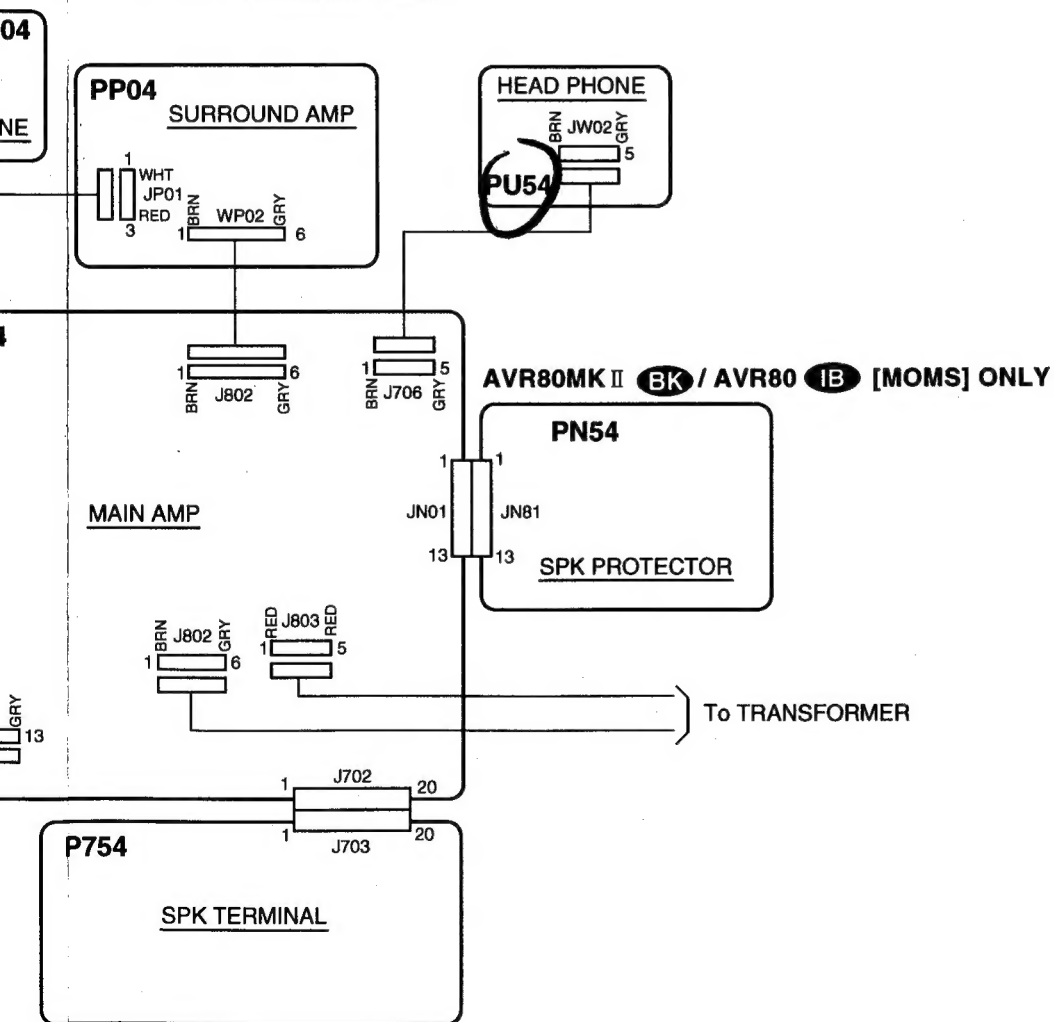 04
NE
PP04
SURROUND AMP
1
WHT
JP01
RED
3
BRN
WP02
GRY
1
6
HEAD PHONE
BRN
JW02
GRY
5
PU54
4
1
6
BRN
J802
GRY
1
5
BRN
J706
GRY
AVR80MK II BK / AVR80 IB [MOMS] ONLY
PN54
1
1
JN01
JN81
13
13
SPK PROTECTOR
MAIN AMP
BRN
J802
GRY
1
6
RED
J803
RED
1
5
To TRANSFORMER
GRY
13
1
J702
20
1
J703
20
P754
SPK TERMINAL